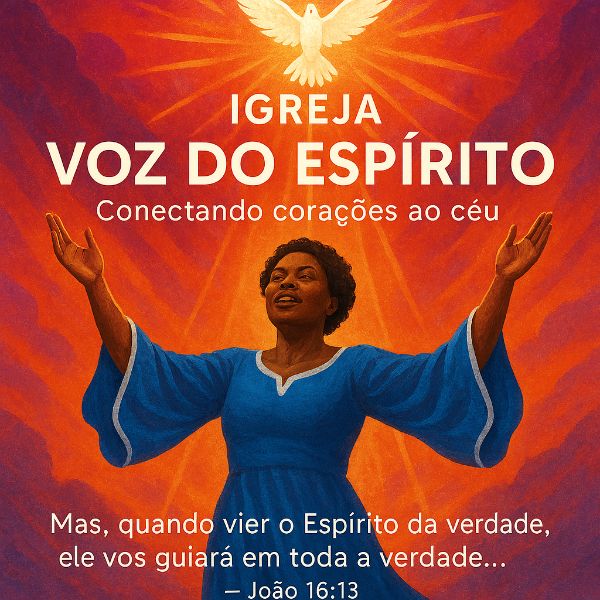 IGREJA
VOZ DO ESPÍRITO
Conectando corações ao céu
Mas, quando vier o Espírito da verdade,
ele vos guiará em toda a verdade...
– João 16:13